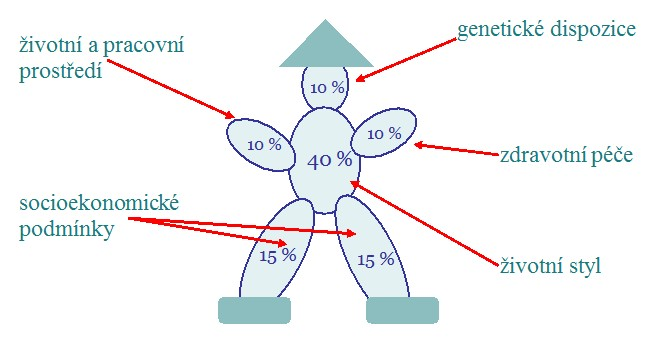 životní a pracovní
prostředí
genetické dispozice
10 %
10 %
10 %
40 %
zdravotní péče
socioekonomické
podmínky
15 %
15 %
životní styl